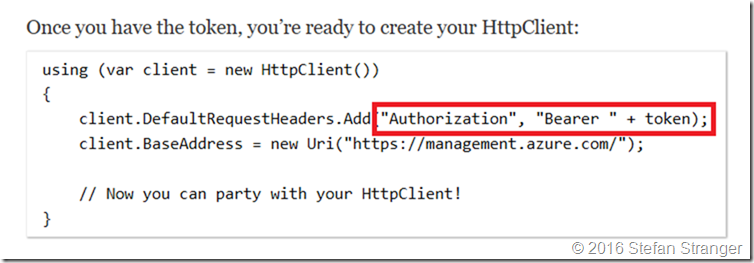 Once you have the token, you’re ready to create your HttpClient:
using (var client = new HttpClient())
{
    client.DefaultRequestHeaders.Add("Authorization", "Bearer " + token);
    client.BaseAddress = new Uri("https://management.azure.com/");
    // Now you can party with your HttpClient!
}
© 2016 Stefan Stranger